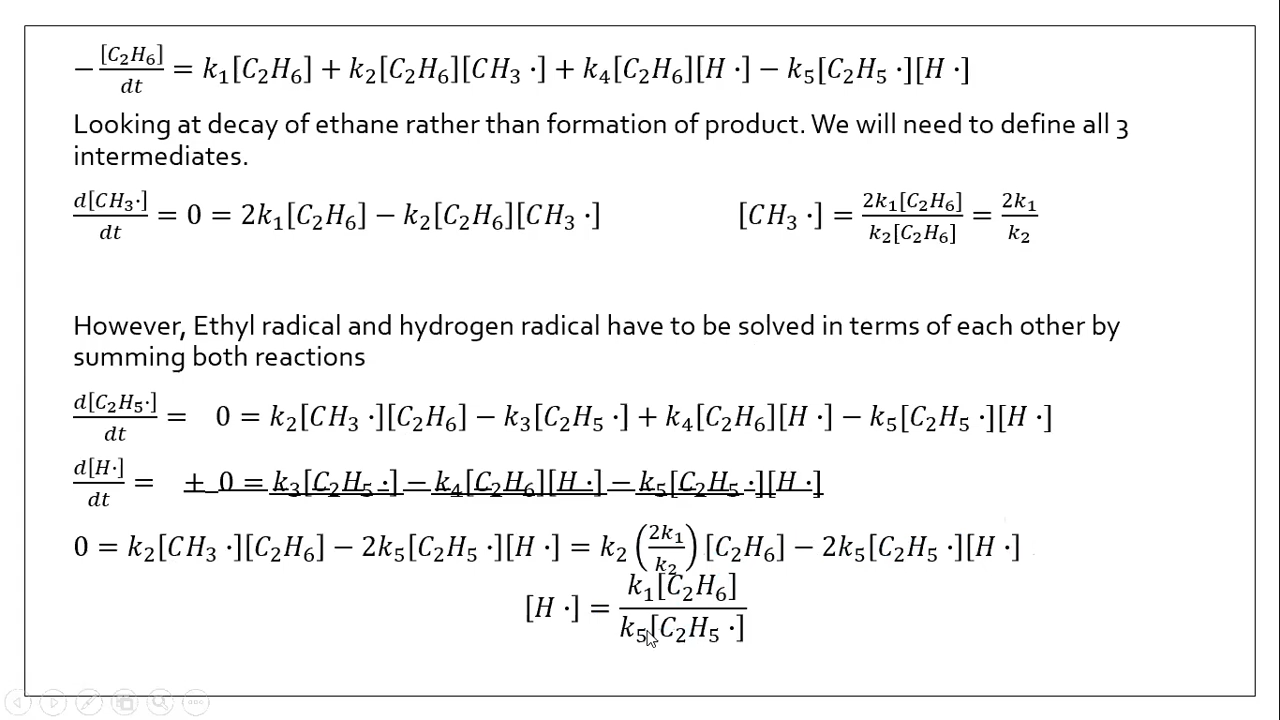 −[C₂H₆]/dt = k₁[C₂H₆] + k₂[C₂H₆][CH₃ ·] + k₄[C₂H₆][H ·] − k₅[C₂H₅ ·][H ·]
Looking at decay of ethane rather than formation of product. We will need to define all 3
intermediates.
d[CH₃·]/dt = 0 = 2k₁[C₂H₆] − k₂[C₂H₆][CH₃ ·] [CH₃ ·] = 2k₁[C₂H₆]/k₂[C₂H₆] = 2k₁/k₂
However, Ethyl radical and hydrogen radical have to be solved in terms of each other by
summing both reactions
d[C₂H₅·]/dt = 0 = k₂[CH₃ ·][C₂H₆] − k₃[C₂H₅ ·] + k₄[C₂H₆][H ·] − k₅[C₂H₅ ·][H ·]
d[H·]/dt = + 0 = k₃[C₂H₅ ·] − k₄[C₂H₆][H ·] − k₅[C₂H₅ ·][H ·]
0 = k₂[CH₃ ·][C₂H₆] − 2k₅[C₂H₅ ·][H ·] = k₂(2k₁/k₂)[C₂H₆] − 2k₅[C₂H₅ ·][H ·]
[H ·] = k₁[C₂H₆]/k₅[C₂H₅ ·]